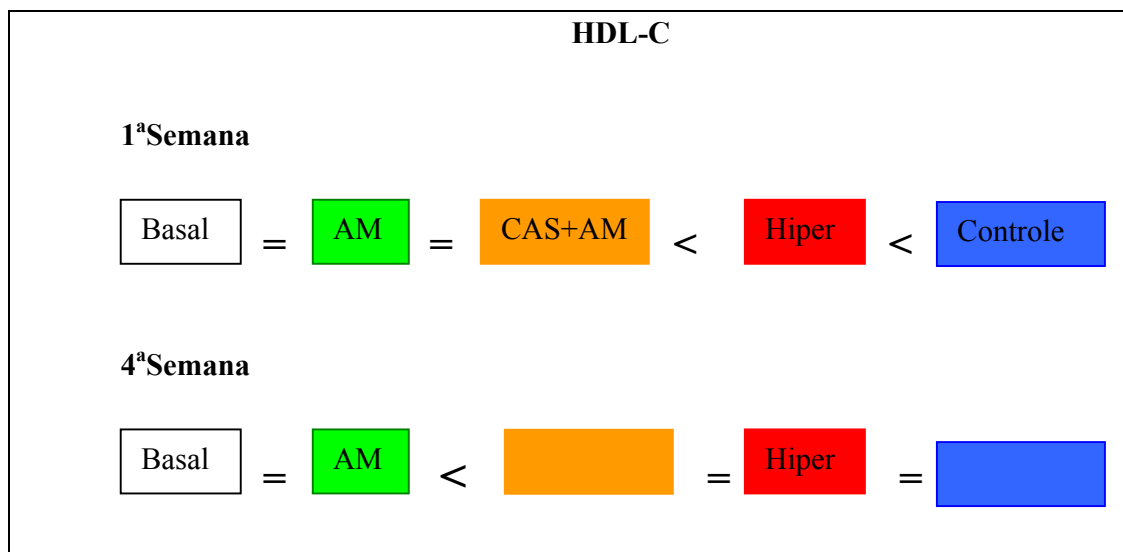 HDL-C
1ªSemana
Basal = AM = CAS+AM < Hiper < Controle
4ªSemana
Basal = AM < = Hiper =